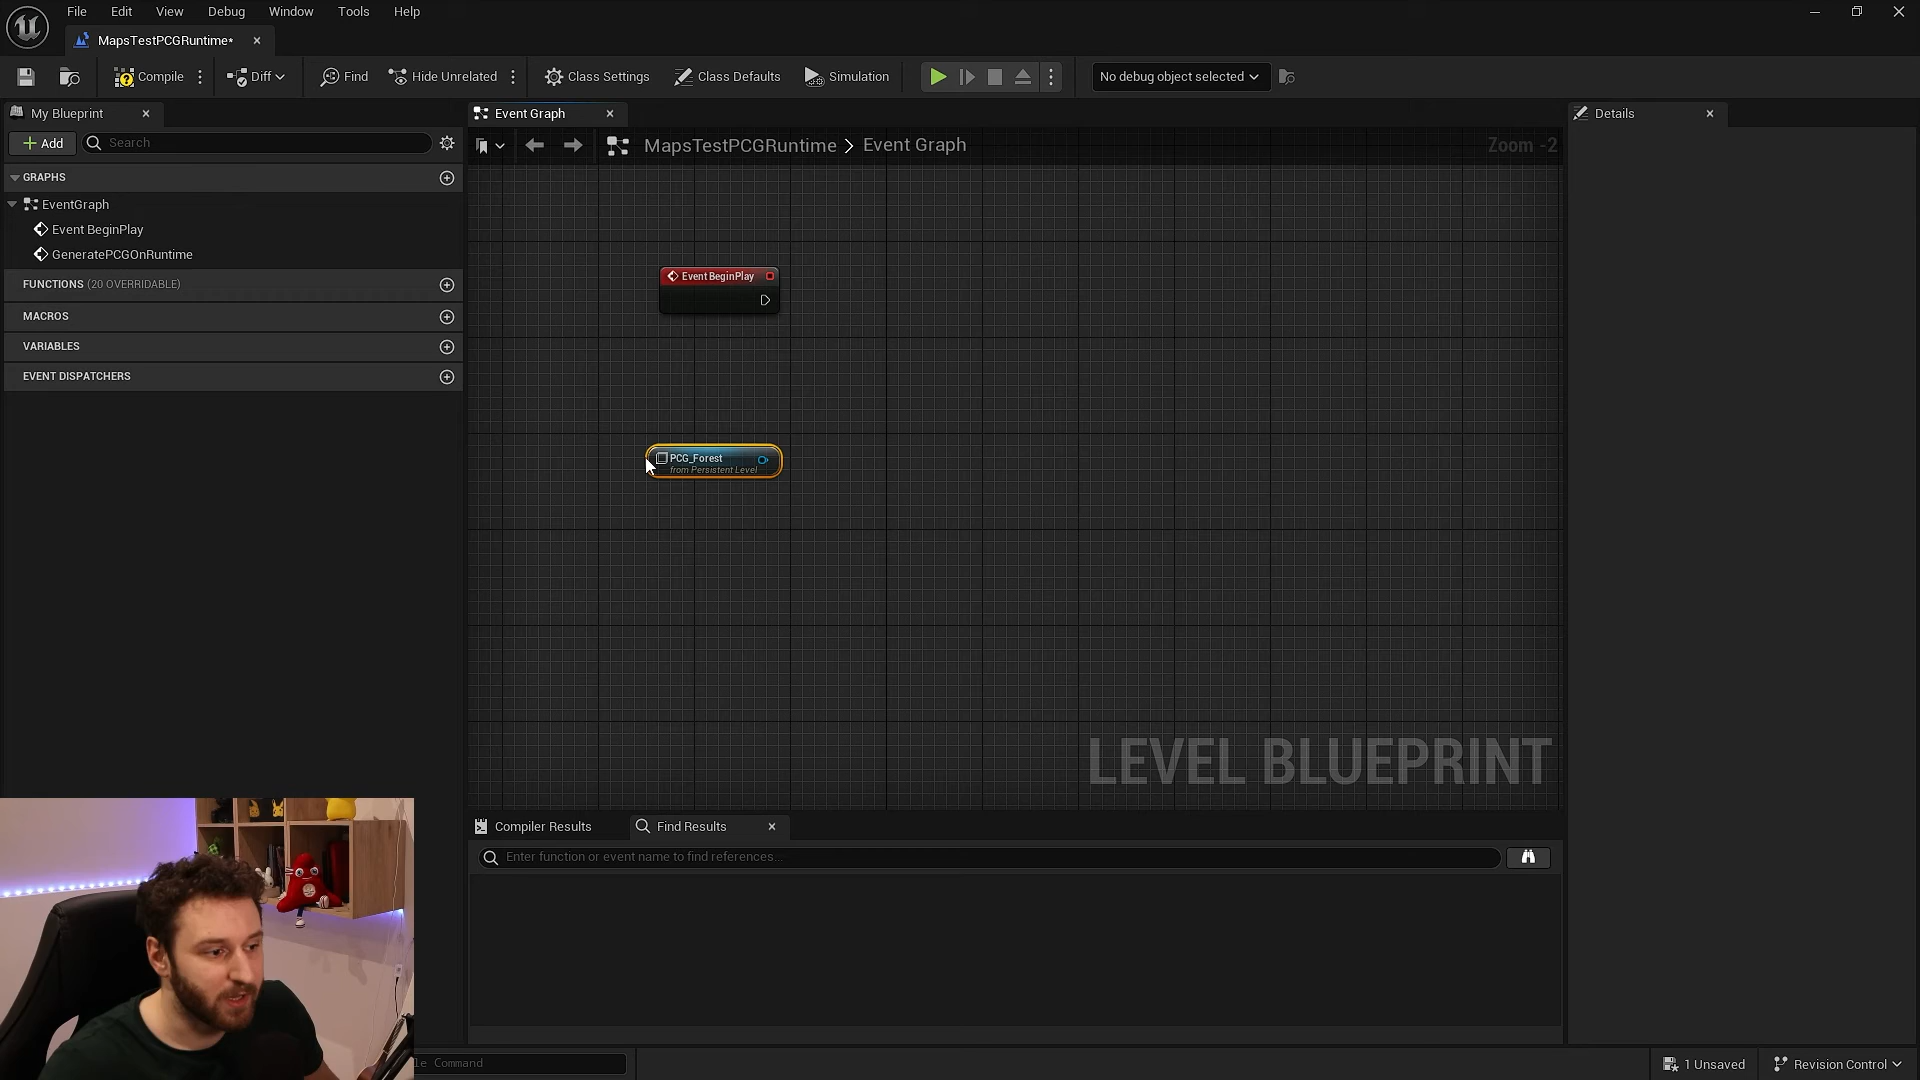 File Edit View Debug Window Tools Help
MapsTestPCGRuntime*
Compile Diff Find Hide Unrelated Class Settings Class Defaults Simulation No debug object selected
My Blueprint
Event Graph
Details
Add Search
MapsTestPCGRuntime > Event Graph
Zoom -2
GRAPHS
EventGraph
Event BeginPlay
GeneratePCGOnRuntime
FUNCTIONS (20 OVERRIDABLE)
MACROS
VARIABLES
EVENT DISPATCHERS
Event BeginPlay
PCG_Forest
from Persistent Level
LEVEL BLUEPRINT
Compiler Results
Find Results
Enter function or event name to find references...
Command
1 Unsaved
Revision Control